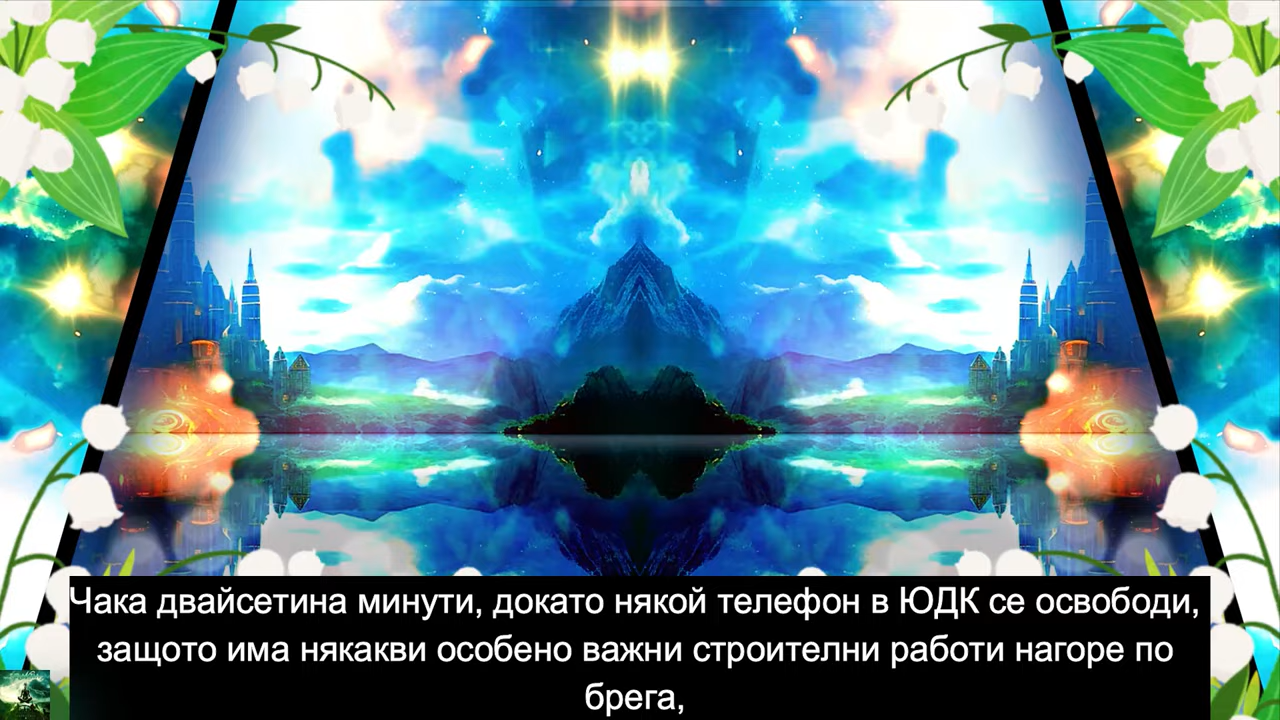 Чака двайсетина минути, докато някой телефон в ЮДК се освободи,
защото има някакви особено важни строителни работи нагоре по
брега,